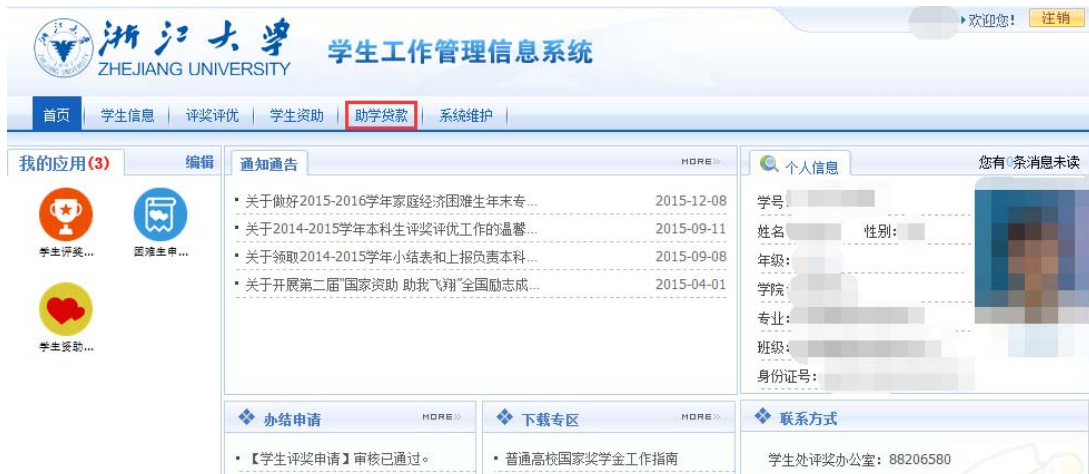 欢迎您! 注销
浙江大学
ZHEJIANG UNIVERSITY
学生工作管理信息系统
首页 学生信息 评奖评优 学生资助 助学贷款 系统维护
我的应用(3) 编辑
学生评奖...
困难生申...
学生资助...
通知通告 MORE
关于做好2015-2016学年家庭经济困难生年末专... 2015-12-08
关于2014-2015学年本科生评奖评优工作的温馨... 2015-09-11
关于领取2014-2015学年小结表和上报负责本科... 2015-09-08
关于开展第二届"国家资助 助我飞翔"全国励志成... 2015-04-01
个人信息 您有0条消息未读
学号:
姓名 性别:
年级:
学院:
专业:
班级:
身份证号:
办结申请 MORE
【学生评奖申请】审核已通过。
下载专区 MORE
普通高校国家奖学金工作指南
联系方式
学生处评奖办公室: 88206580